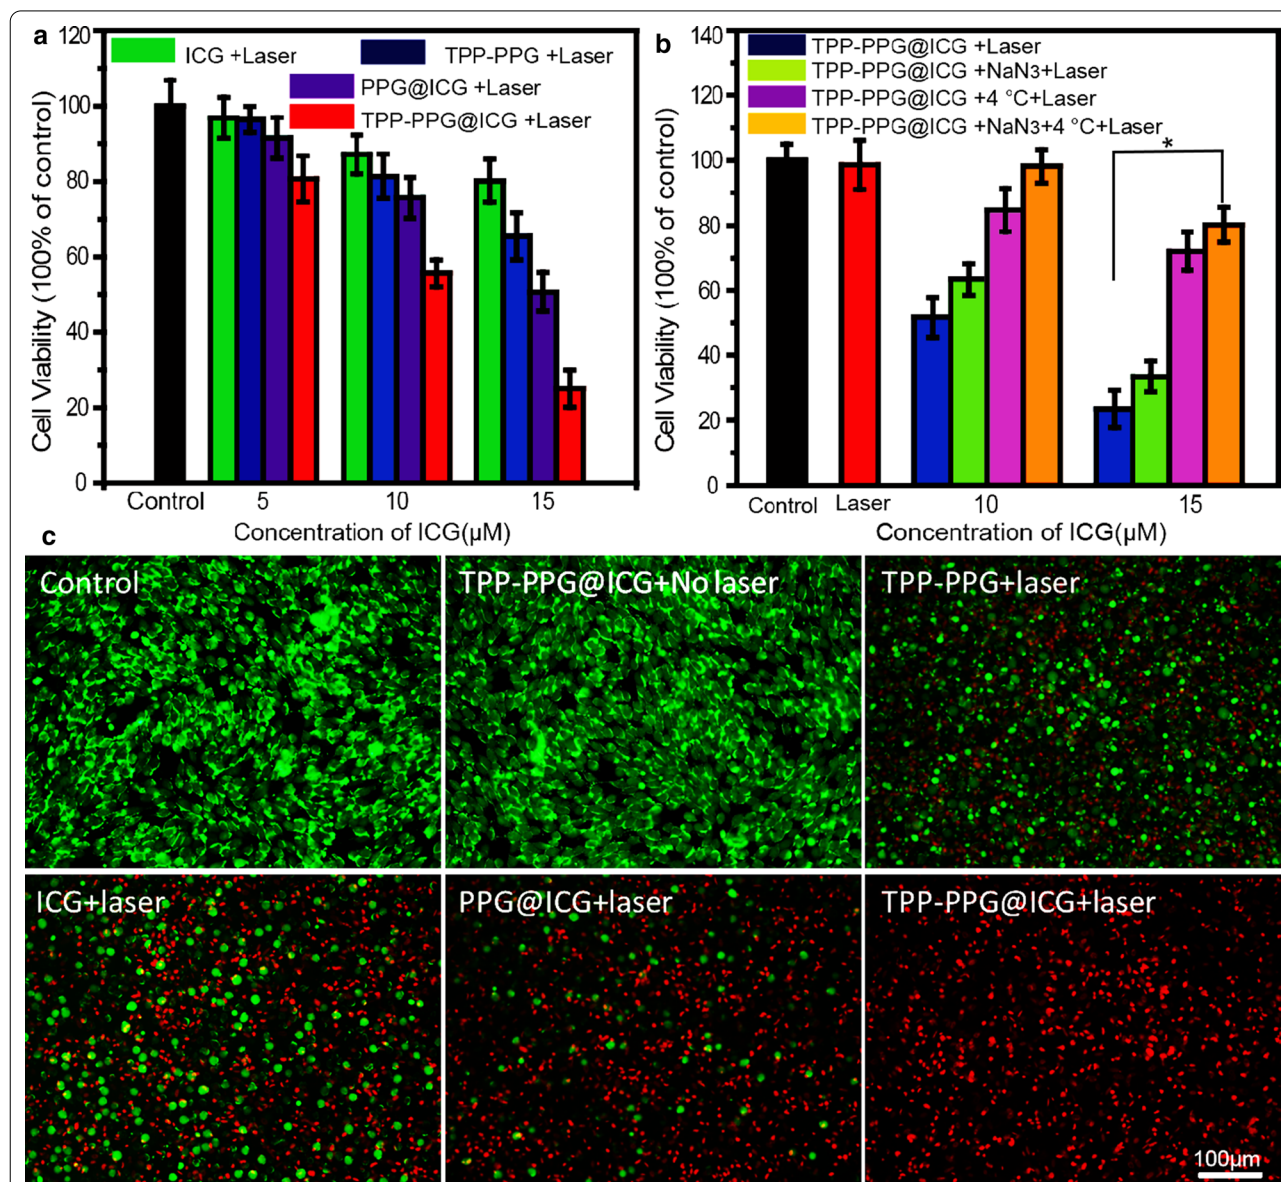 a
120
100
80
60
40
20
0
Cell Viability (100% of control)
ICG +Laser
TPP-PPG +Laser
PPG@ICG +Laser
TPP-PPG@ICG +Laser
Control 5 10 15
Concentration of ICG(µM)
b
140
120
100
80
60
40
20
0
Cell Viability (100% of control)
TPP-PPG@ICG +Laser
TPP-PPG@ICG +NaN3+Laser
TPP-PPG@ICG +4 °C+Laser
TPP-PPG@ICG +NaN3+4 °C+Laser
*
Control Laser 10 15
Concentration of ICG(µM)
c
Control
TPP-PPG@ICG+No laser
TPP-PPG+laser
ICG+laser
PPG@ICG+laser
TPP-PPG@ICG+laser
100µm